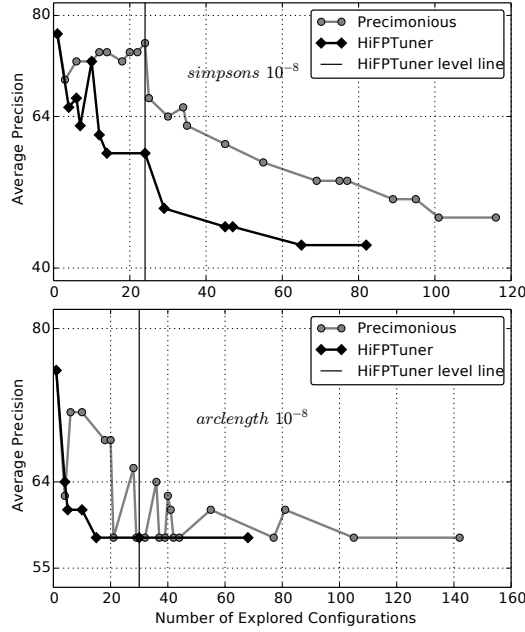 80
64
40
Average Precision
Precimonious
HiFPTuner
HiFPTuner level line
simpsons 10⁻⁸
0 20 40 60 80 100 120
80
64
55
Average Precision
Precimonious
HiFPTuner
HiFPTuner level line
arclength 10⁻⁸
0 20 40 60 80 100 120 140 160
Number of Explored Configurations